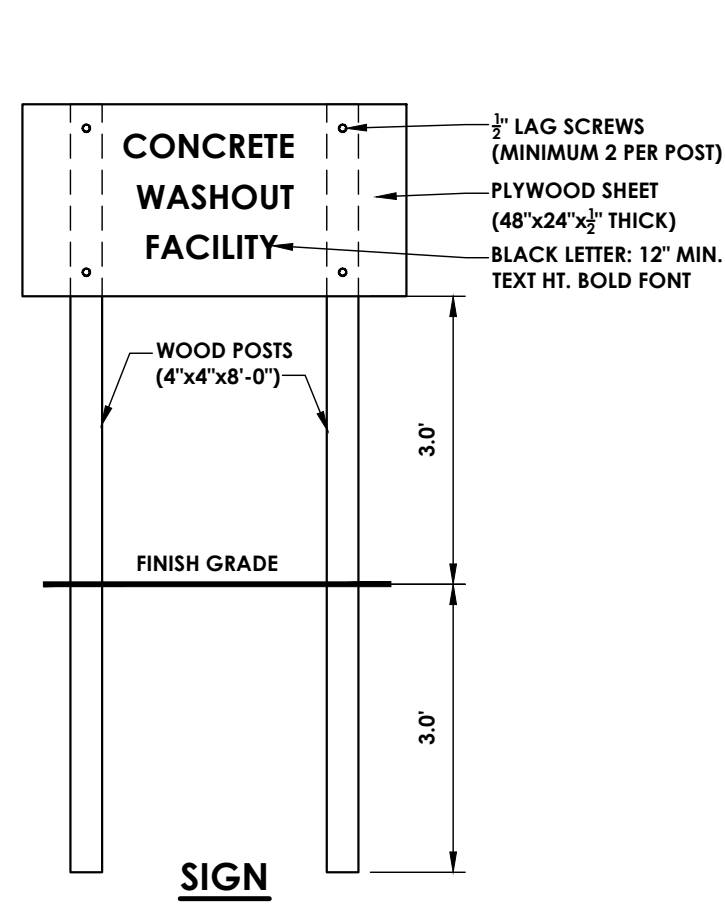 CONCRETE
WASHOUT
FACILITY
½" LAG SCREWS
(MINIMUM 2 PER POST)
PLYWOOD SHEET
(48"x24"x½" THICK)
BLACK LETTER: 12" MIN.
TEXT HT. BOLD FONT
WOOD POSTS
(4"x4"x8'-0")
3.0'
FINISH GRADE
3.0'
SIGN